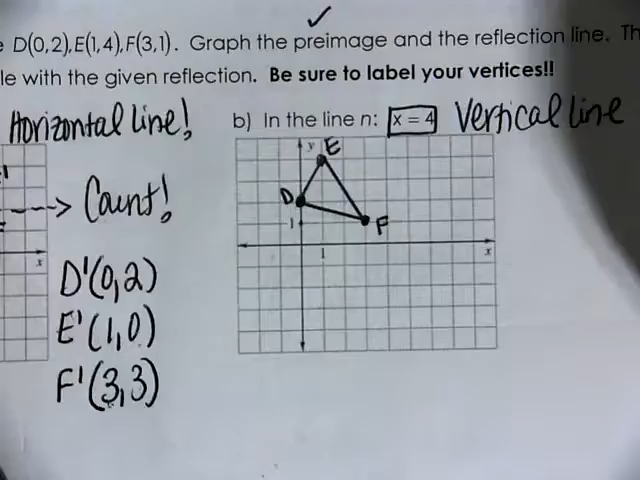 D(0,2), E(1,4), F(3,1). Graph the preimage and the reflection line.
with the given reflection. Be sure to label your vertices!!
Horizontal line!
b) In the line n: x = 4 Vertical line
y E
Count!
D
1
F
x
1
x
D'(0,2)
E'(1,0)
F'(3,3)